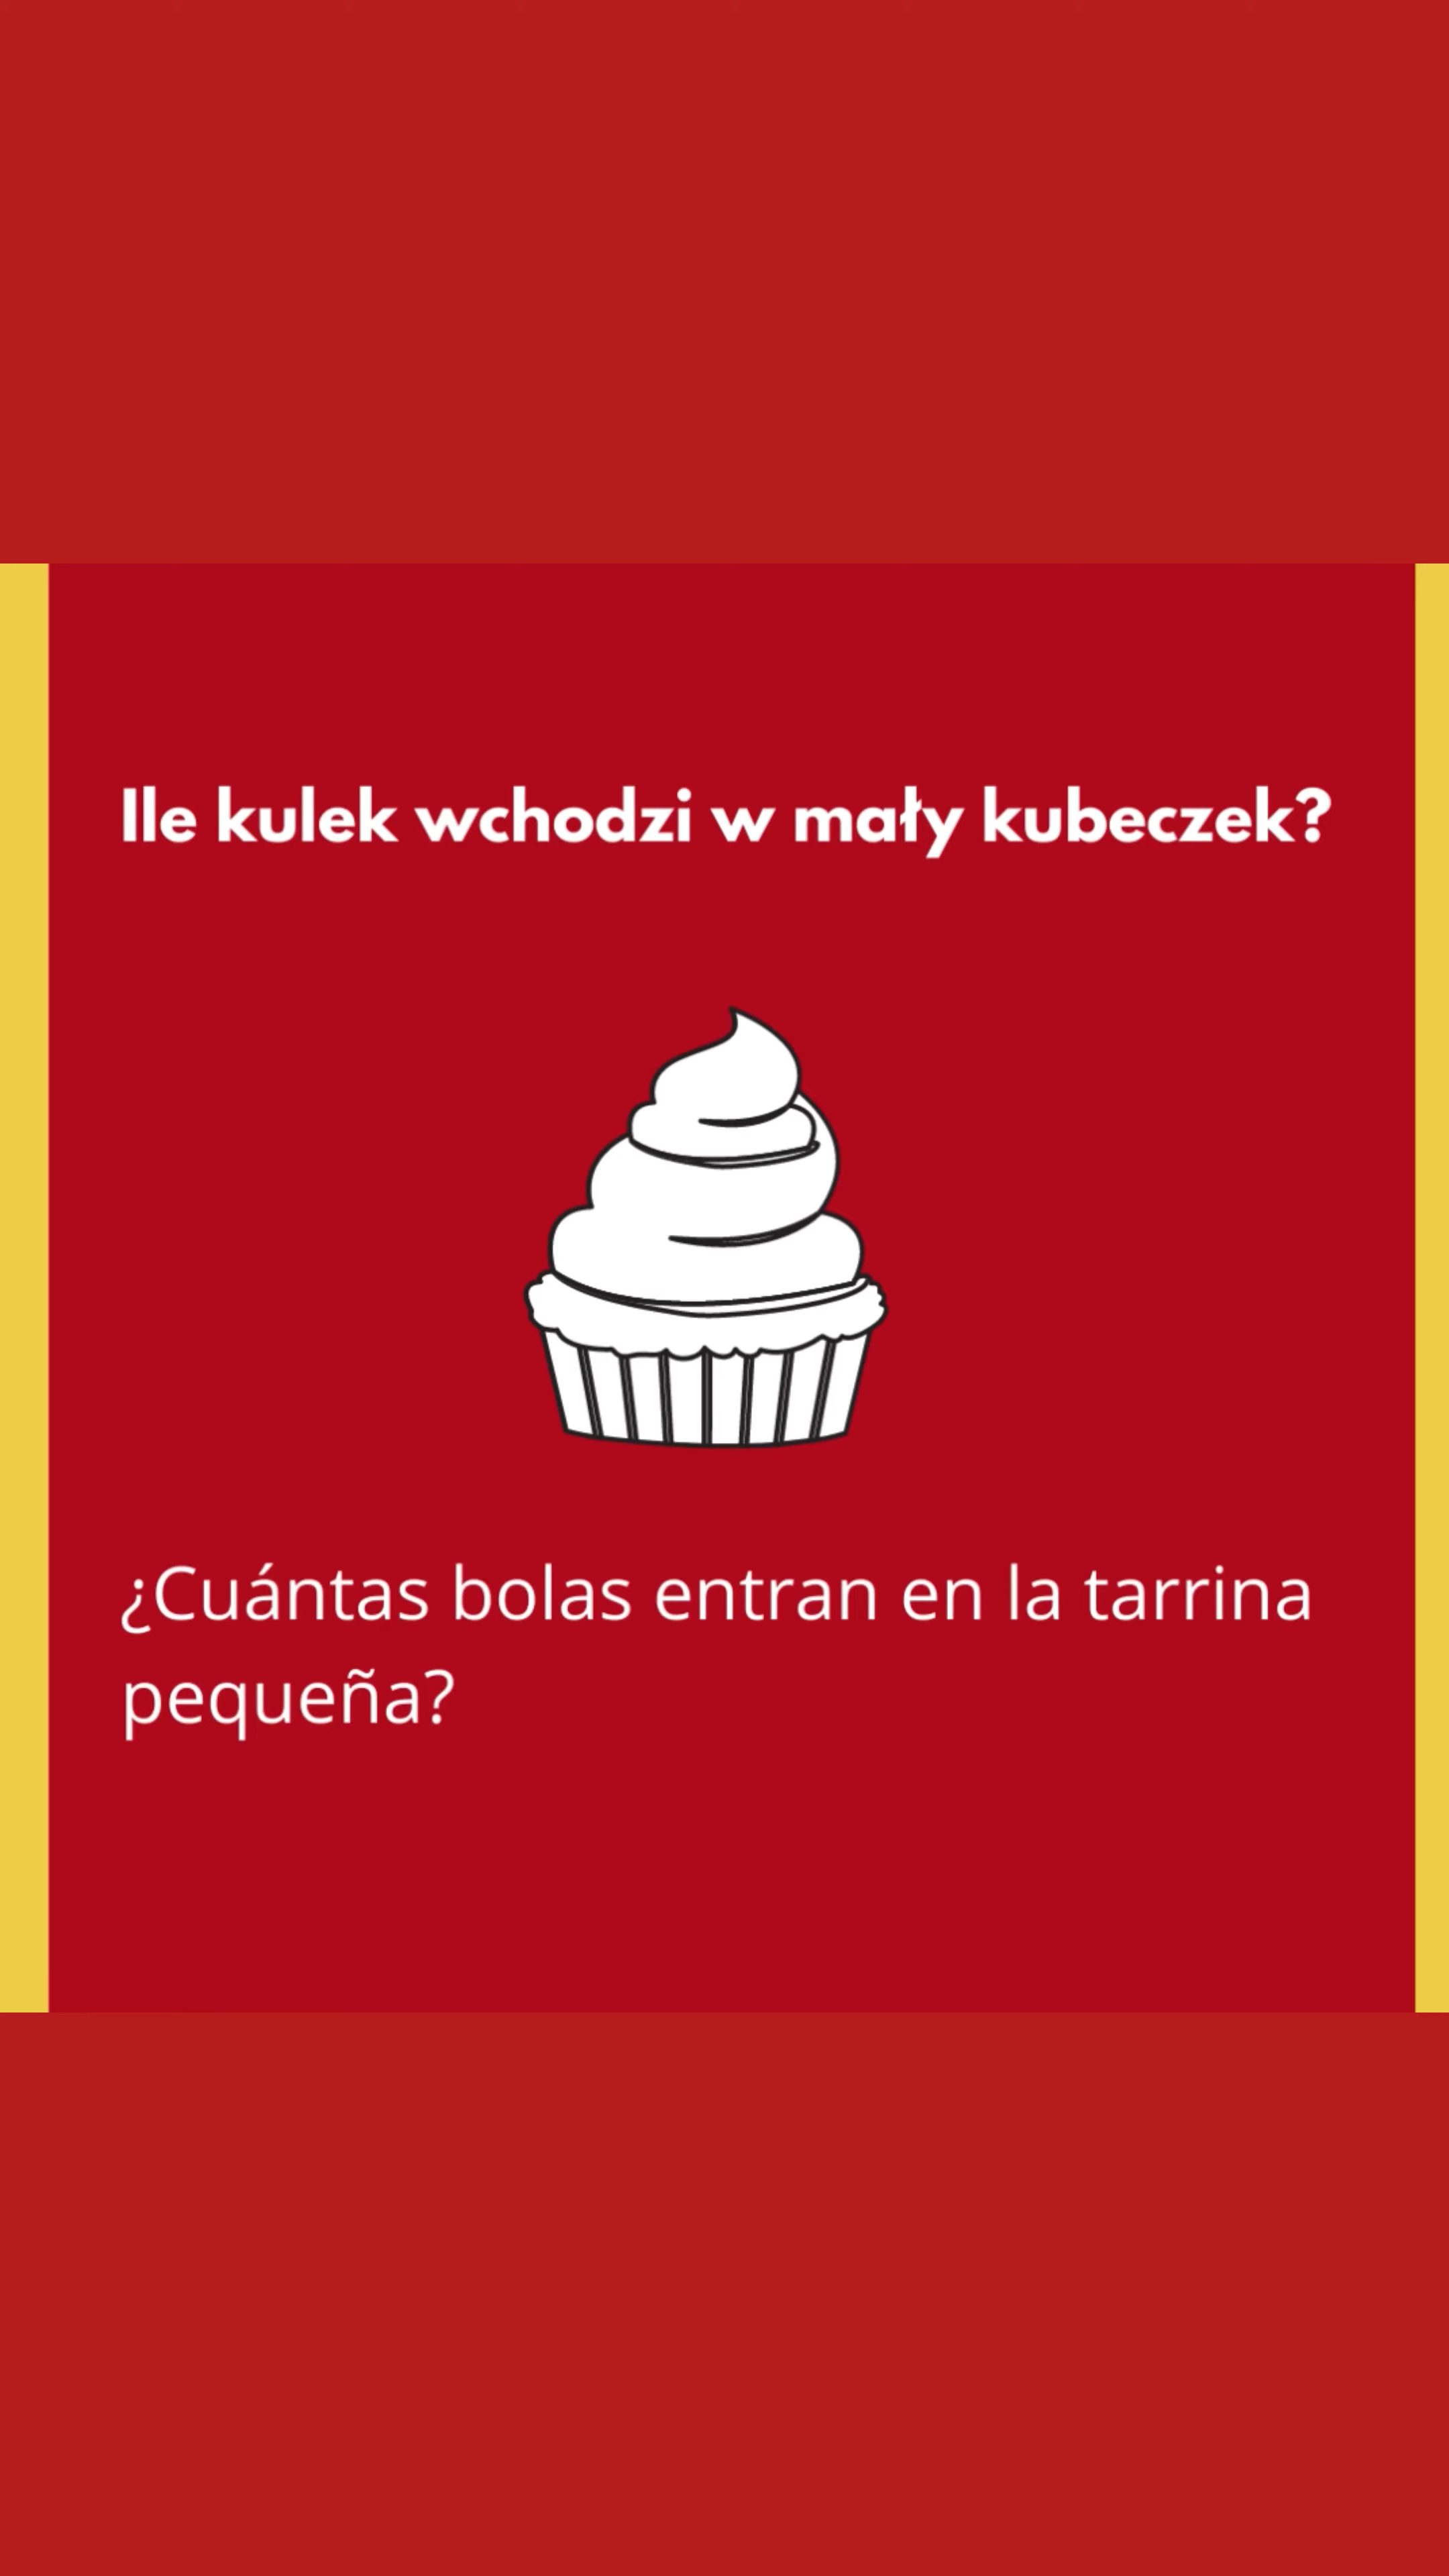 Ile kulek wchodzi w mały kubeczek?
¿Cuántas bolas entran en la tarrina
pequeña?